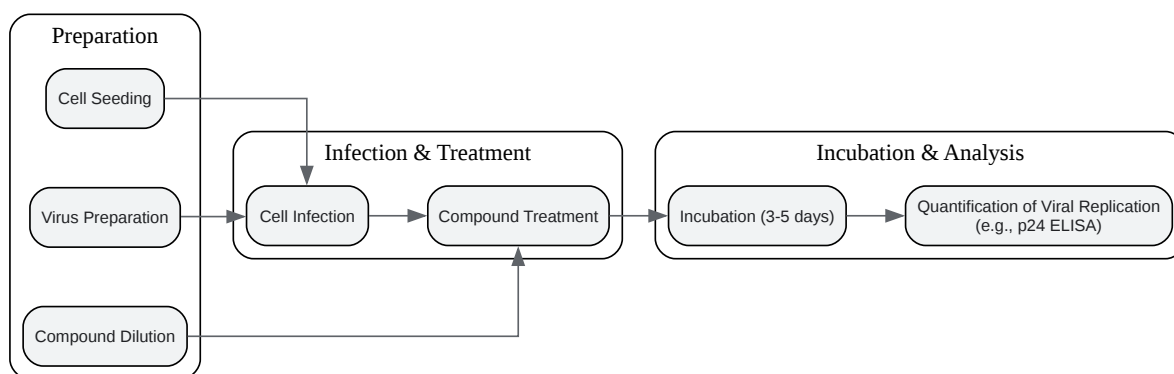 Preparation
Cell Seeding
Virus Preparation
Compound Dilution
Infection & Treatment
Cell Infection
Compound Treatment
Incubation & Analysis
Incubation (3-5 days)
Quantification of Viral Replication
(e.g., p24 ELISA)